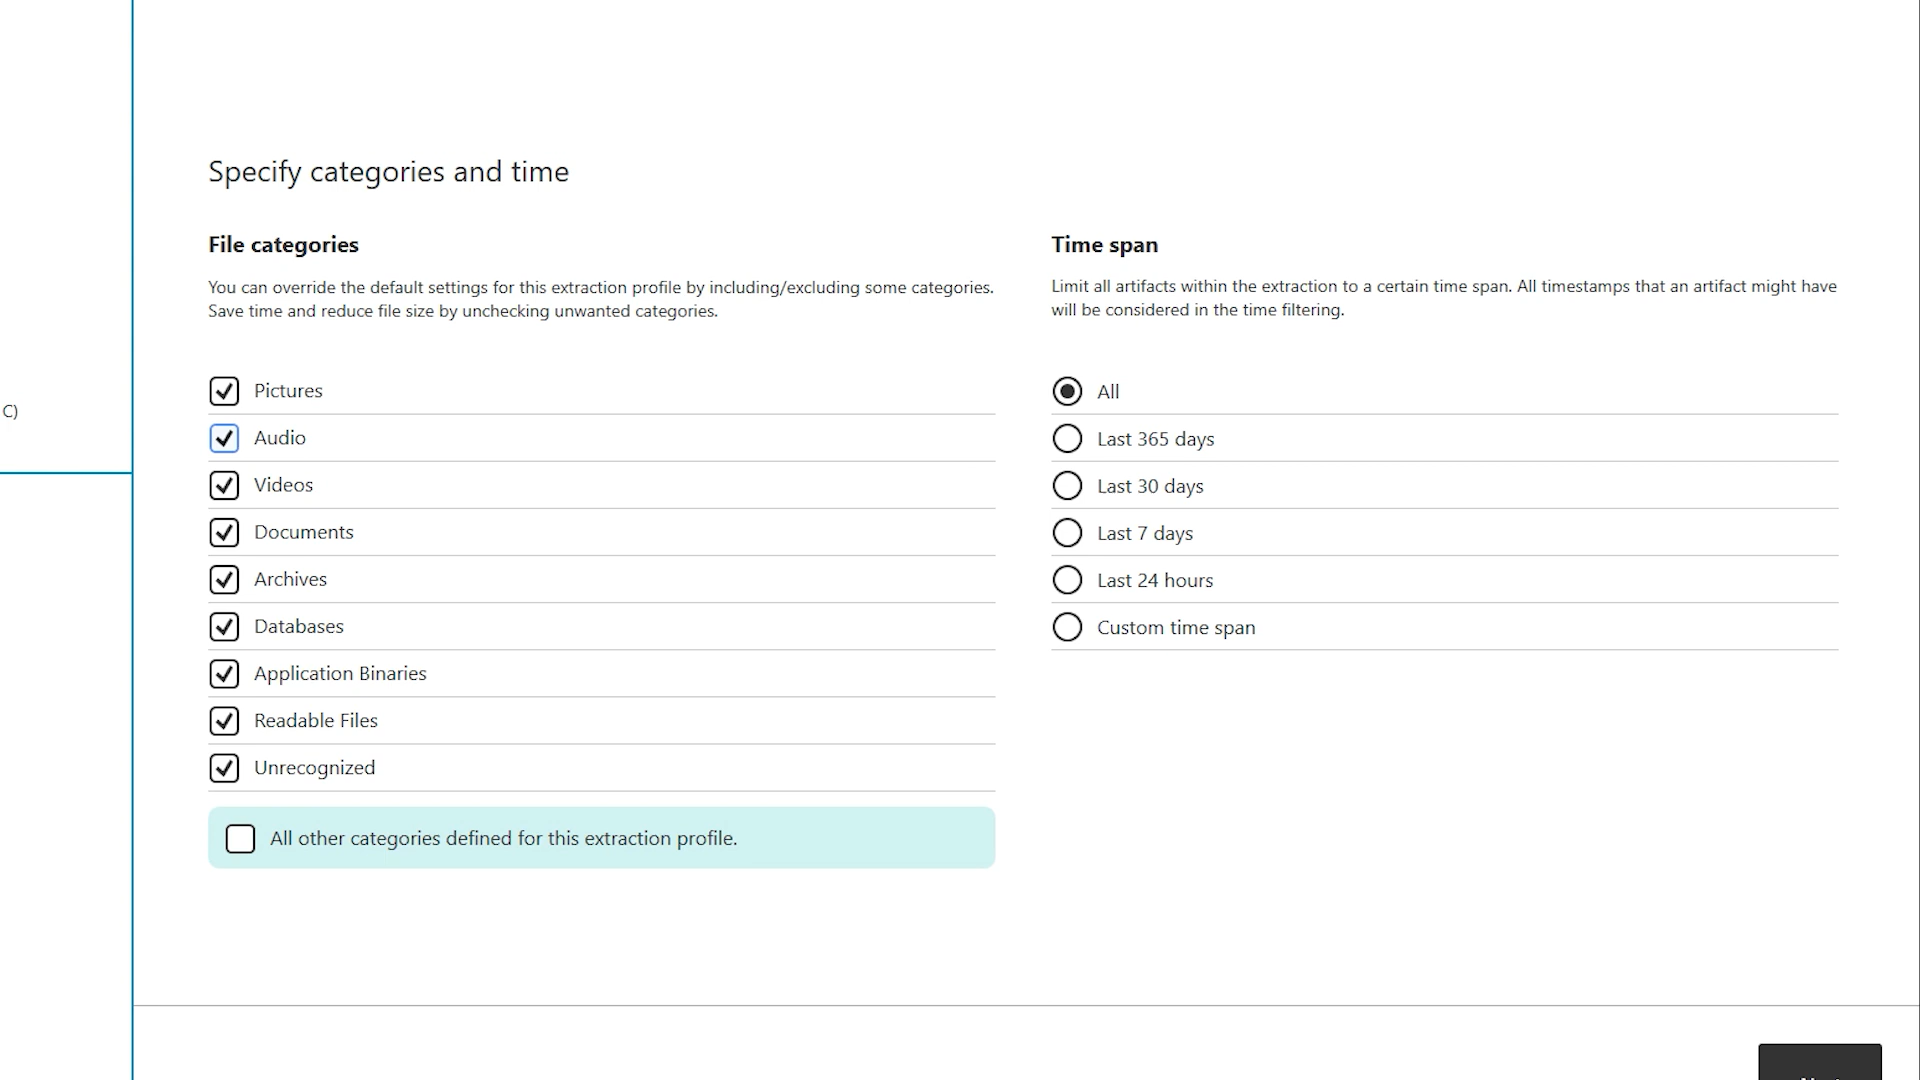 Specify categories and time
File categories
You can override the default settings for this extraction profile by including/excluding some categories.
Save time and reduce file size by unchecking unwanted categories.
Pictures
Audio
Videos
Documents
Archives
Databases
Application Binaries
Readable Files
Unrecognized
All other categories defined for this extraction profile.
Time span
Limit all artifacts within the extraction to a certain time span. All timestamps that an artifact might have
will be considered in the time filtering.
All
Last 365 days
Last 30 days
Last 7 days
Last 24 hours
Custom time span
C)